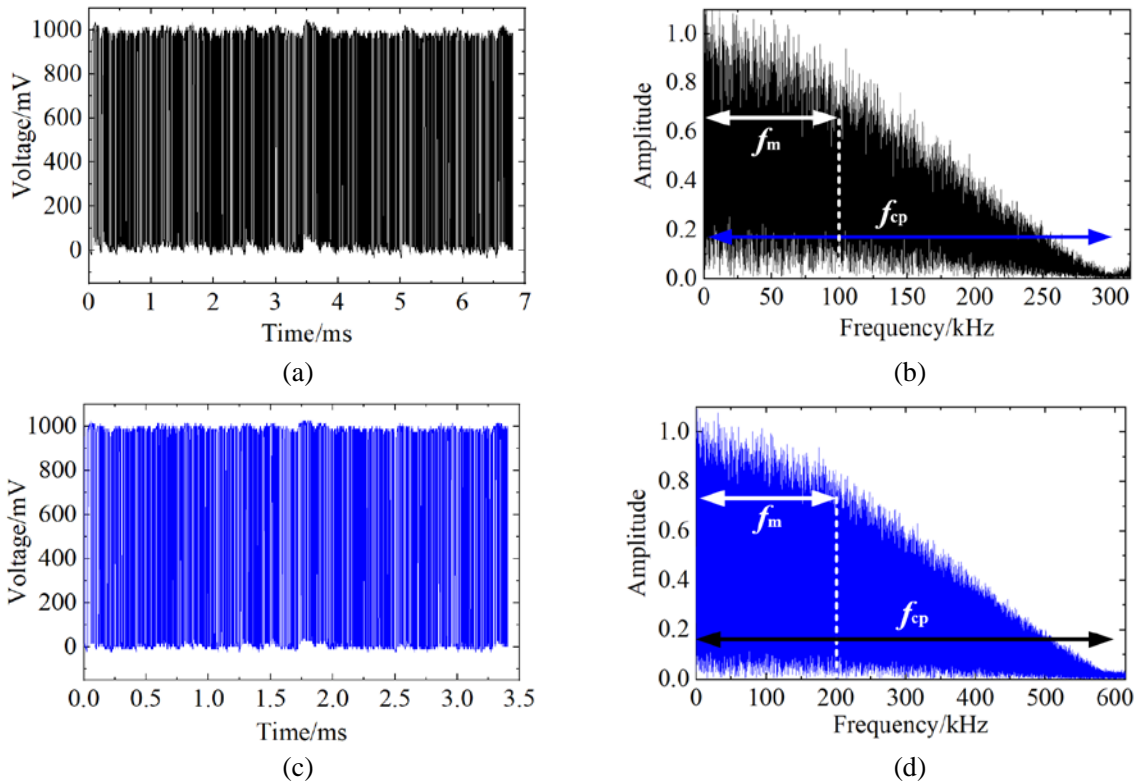 1000
800
600
400
200
0
Voltage/mV
0 1 2 3 4 5 6 7
Time/ms
(a)
1.0
0.8
0.6
0.4
0.2
0.0
Amplitude
fm
fcp
0 50 100 150 200 250 300
Frequency/kHz
(b)
1000
800
600
400
200
0
Voltage/mV
0.0 0.5 1.0 1.5 2.0 2.5 3.0 3.5
Time/ms
(c)
1.0
0.8
0.6
0.4
0.2
0.0
Amplitude
fm
fcp
0 100 200 300 400 500 600
Frequency/kHz
(d)